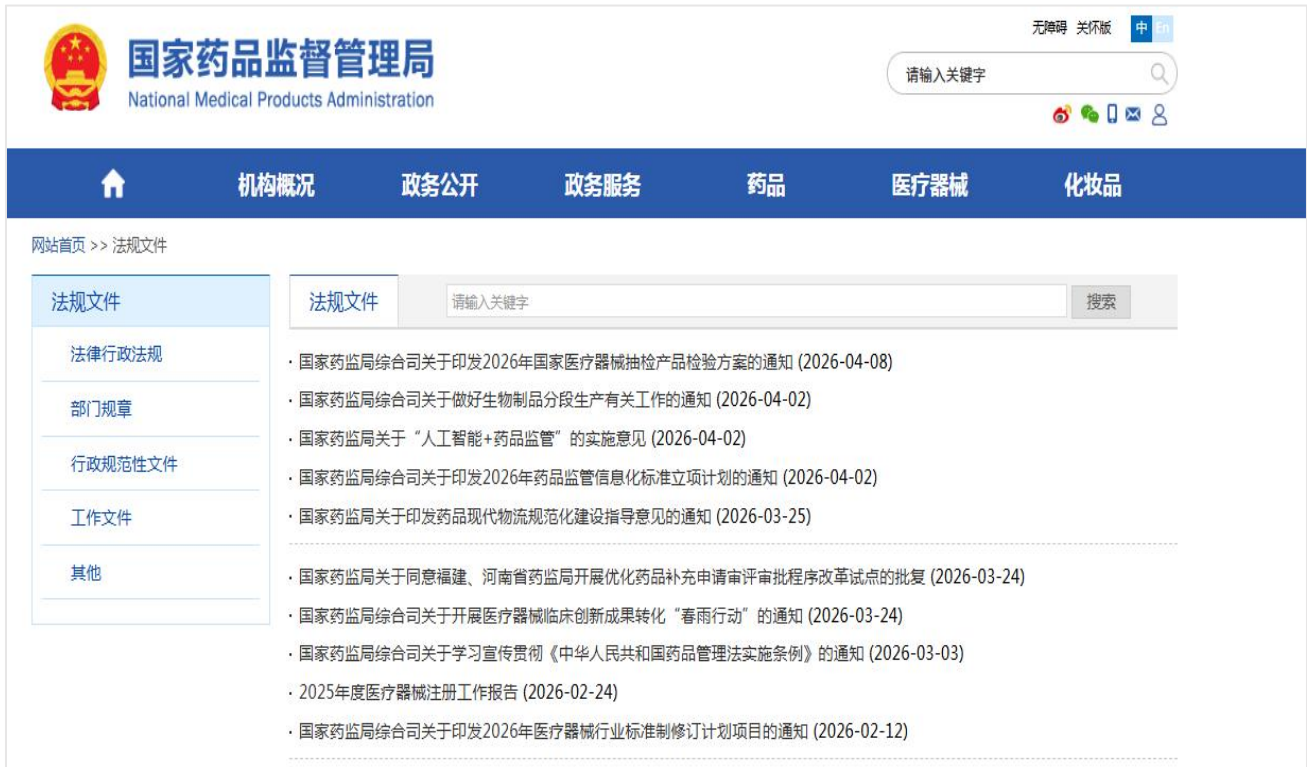 无障碍 关怀版 中 En
国家药品监督管理局
National Medical Products Administration
请输入关键字
机构概况 政务公开 政务服务 药品 医疗器械 化妆品
网站首页 >> 法规文件
法规文件
法律行政法规
部门规章
行政规范性文件
工作文件
其他
法规文件 请输入关键字 搜索
· 国家药监局综合司关于印发2026年国家医疗器械抽检产品检验方案的通知 (2026-04-08)
· 国家药监局综合司关于做好生物制品分段生产有关工作的通知 (2026-04-02)
· 国家药监局关于“人工智能+药品监管”的实施意见 (2026-04-02)
· 国家药监局综合司关于印发2026年药品监管信息化标准立项计划的通知 (2026-04-02)
· 国家药监局关于印发药品现代物流规范化建设指导意见的通知 (2026-03-25)
· 国家药监局关于同意福建、河南省药监局开展优化药品补充申请审评审批程序改革试点的批复 (2026-03-24)
· 国家药监局综合司关于开展医疗器械临床创新成果转化“春雨行动”的通知 (2026-03-24)
· 国家药监局综合司关于学习宣传贯彻《中华人民共和国药品管理法实施条例》的通知 (2026-03-03)
· 2025年度医疗器械注册工作报告 (2026-02-24)
· 国家药监局综合司关于印发2026年医疗器械行业标准制修订计划项目的通知 (2026-02-12)